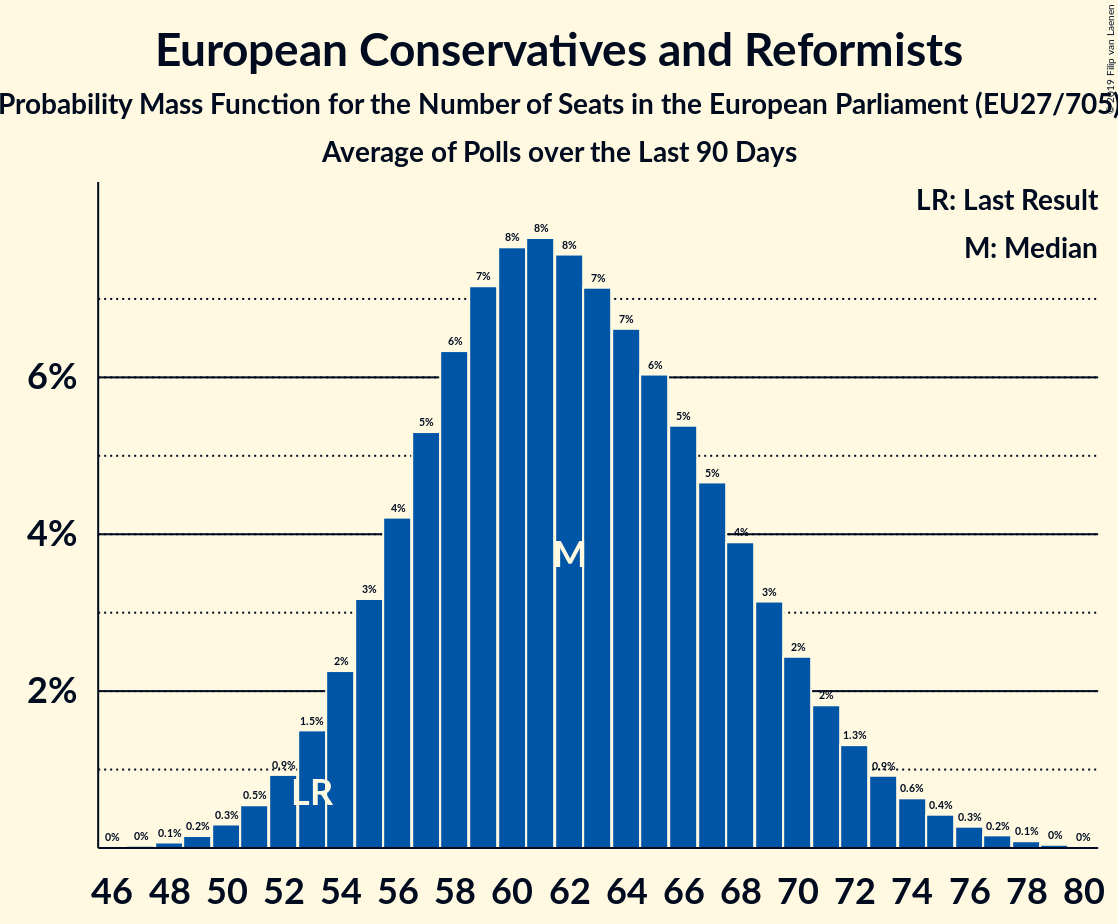 European Conservatives and Reformists
Probability Mass Function for the Number of Seats in the European Parliament (EU27/705)
Average of Polls over the Last 90 Days
©2019 Filip van Laenen
LR: Last Result
M: Median
6%
4%
2%
0% 0% 0.1% 0.2% 0.3% 0.5% 0.9% 1.5% 2% 3% 4% 5% 6% 7% 8% 8% 8% 7% 7% 6% 5% 5% 4% 3% 2% 2% 1.3% 0.9% 0.6% 0.4% 0.3% 0.2% 0.1% 0% 0%
M
LR
46 48 50 52 54 56 58 60 62 64 66 68 70 72 74 76 78 80